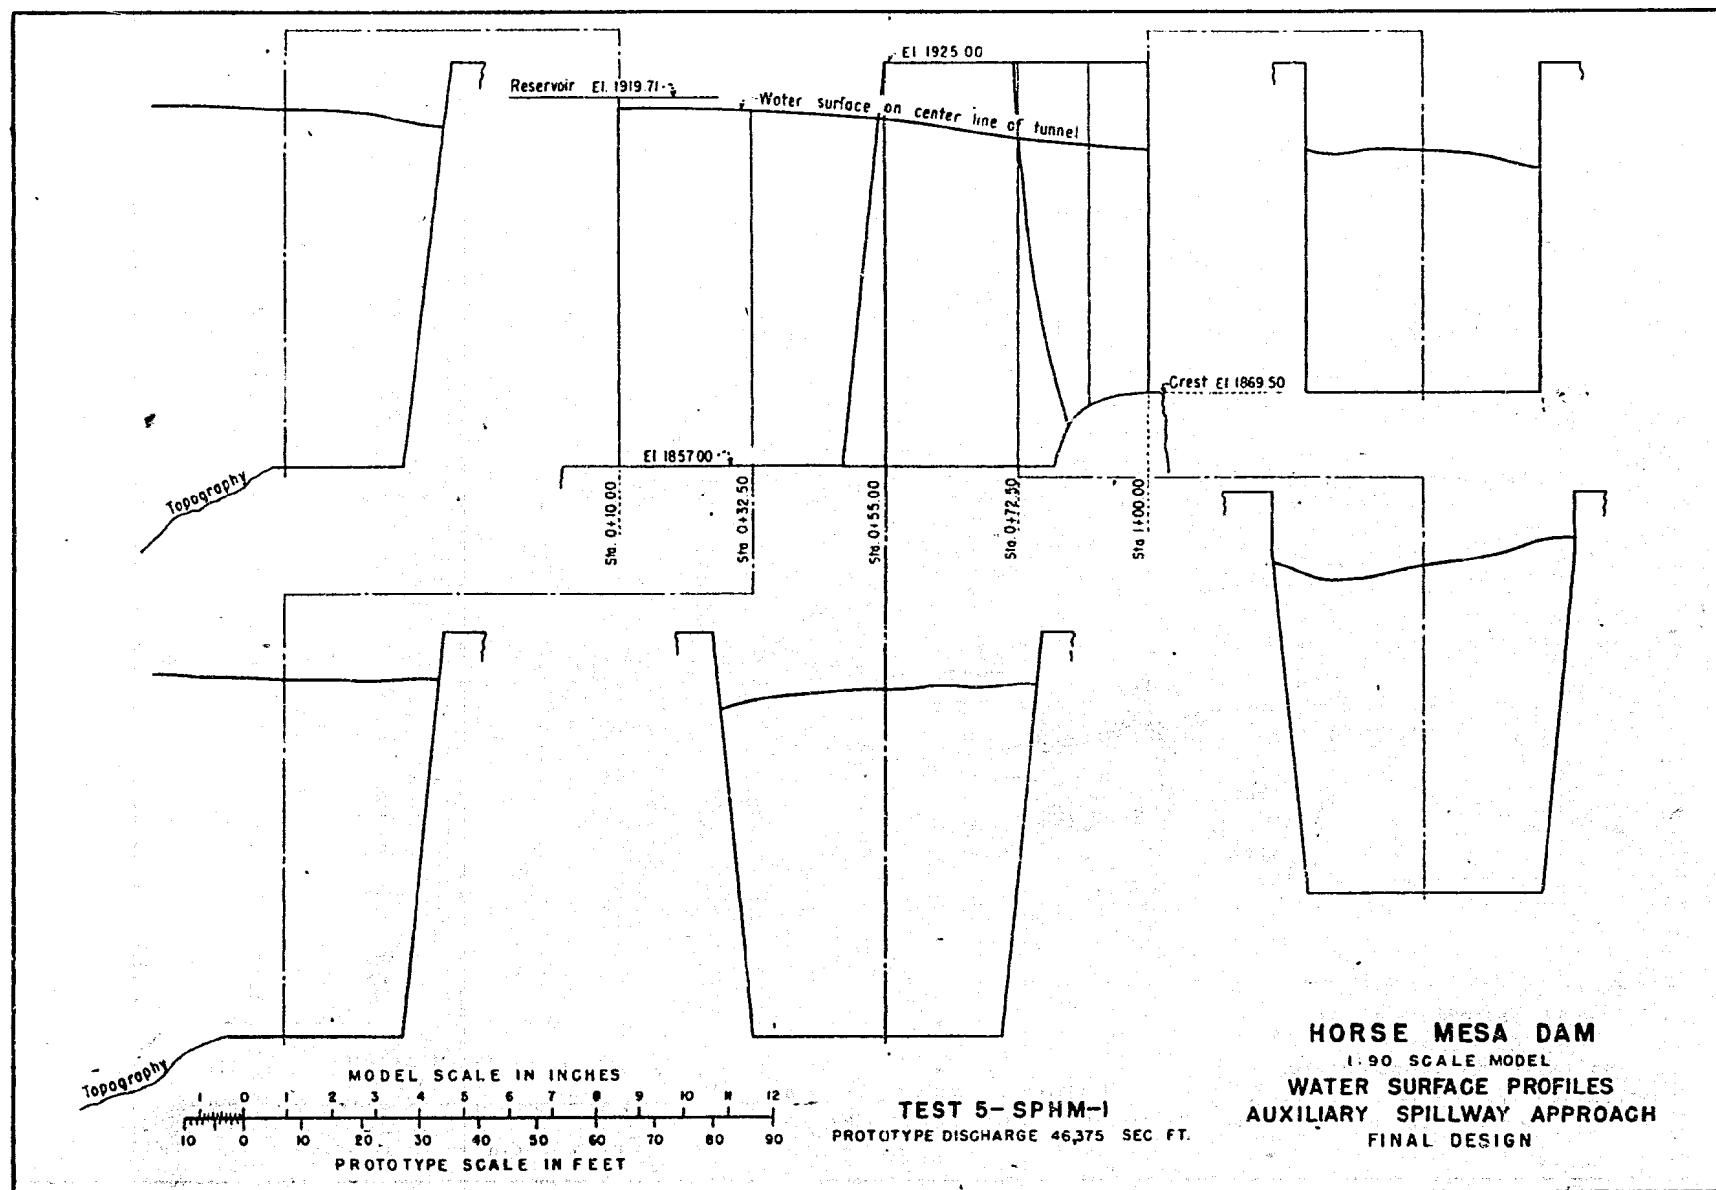 El 1925.00
Reservoir El. 1919.71
Water surface on center line of tunnel
Crest El 1869.50
El 1857.00
Topography
Sta. 0+10.00
Sta 0+32.50
Sta. 0+55.00
Sta. 0+72.50
Sta 1+00.00
Topography
MODEL SCALE IN INCHES
1 0 1 2 3 4 5 6 7 8 9 10 11 12
10 0 10 20 30 40 50 60 70 80 90
PROTOTYPE SCALE IN FEET
TEST 5-SPHM-1
PROTOTYPE DISCHARGE 46,375 SEC. FT.
HORSE MESA DAM
1:90 SCALE MODEL
WATER SURFACE PROFILES
AUXILIARY SPILLWAY APPROACH
FINAL DESIGN